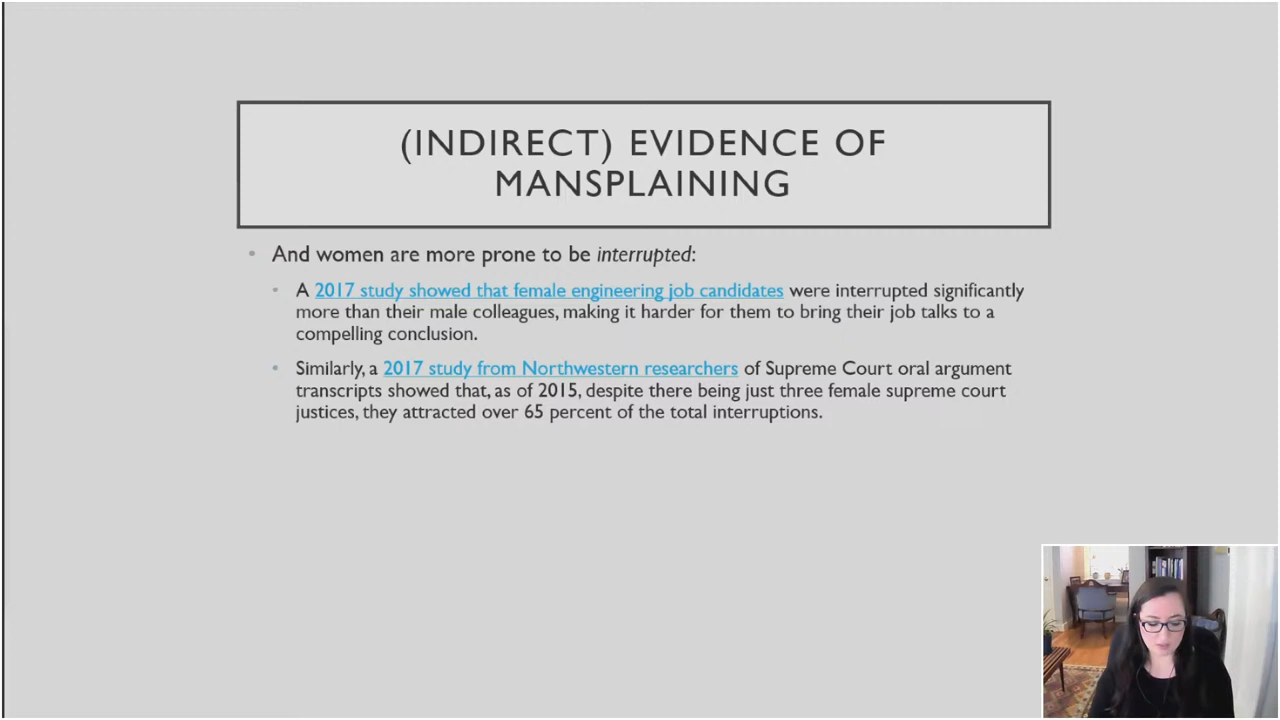 (INDIRECT) EVIDENCE OF
MANSPLAINING
• And women are more prone to be interrupted:
• A 2017 study showed that female engineering job candidates were interrupted significantly
more than their male colleagues, making it harder for them to bring their job talks to a
compelling conclusion.
• Similarly, a 2017 study from Northwestern researchers of Supreme Court oral argument
transcripts showed that, as of 2015, despite there being just three female supreme court
justices, they attracted over 65 percent of the total interruptions.